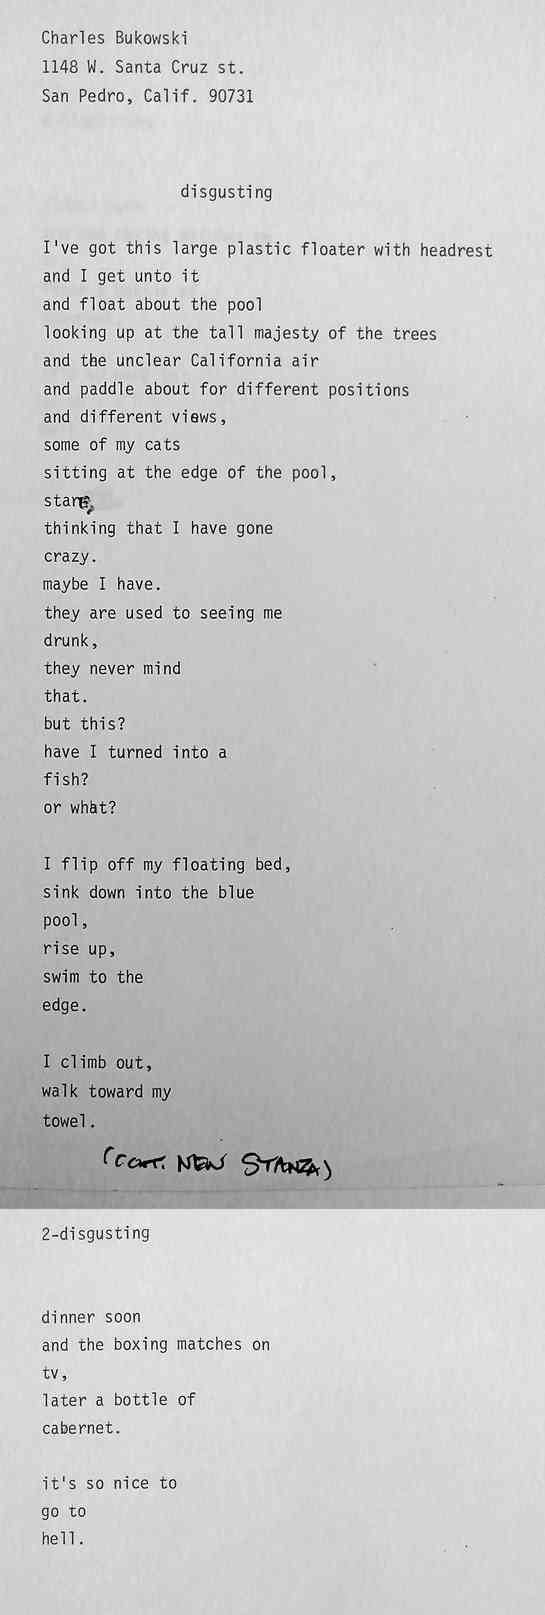 Charles Bukowski
1148 W. Santa Cruz st.
San Pedro, Calif. 90731
disgusting
I've got this large plastic floater with headrest
and I get unto it
and float about the pool
looking up at the tall majesty of the trees
and the unclear California air
and paddle about for different positions
and different views,
some of my cats
sitting at the edge of the pool,
stare,
thinking that I have gone
crazy.
maybe I have.
they are used to seeing me
drunk,
they never mind
that.
but this?
have I turned into a
fish?
or what?
I flip off my floating bed,
sink down into the blue
pool,
rise up,
swim to the
edge.
I climb out,
walk toward my
towel.
(CONT. NEW STANZA)
2-disgusting
dinner soon
and the boxing matches on
tv,
later a bottle of
cabernet.
it's so nice to
go to
hell.